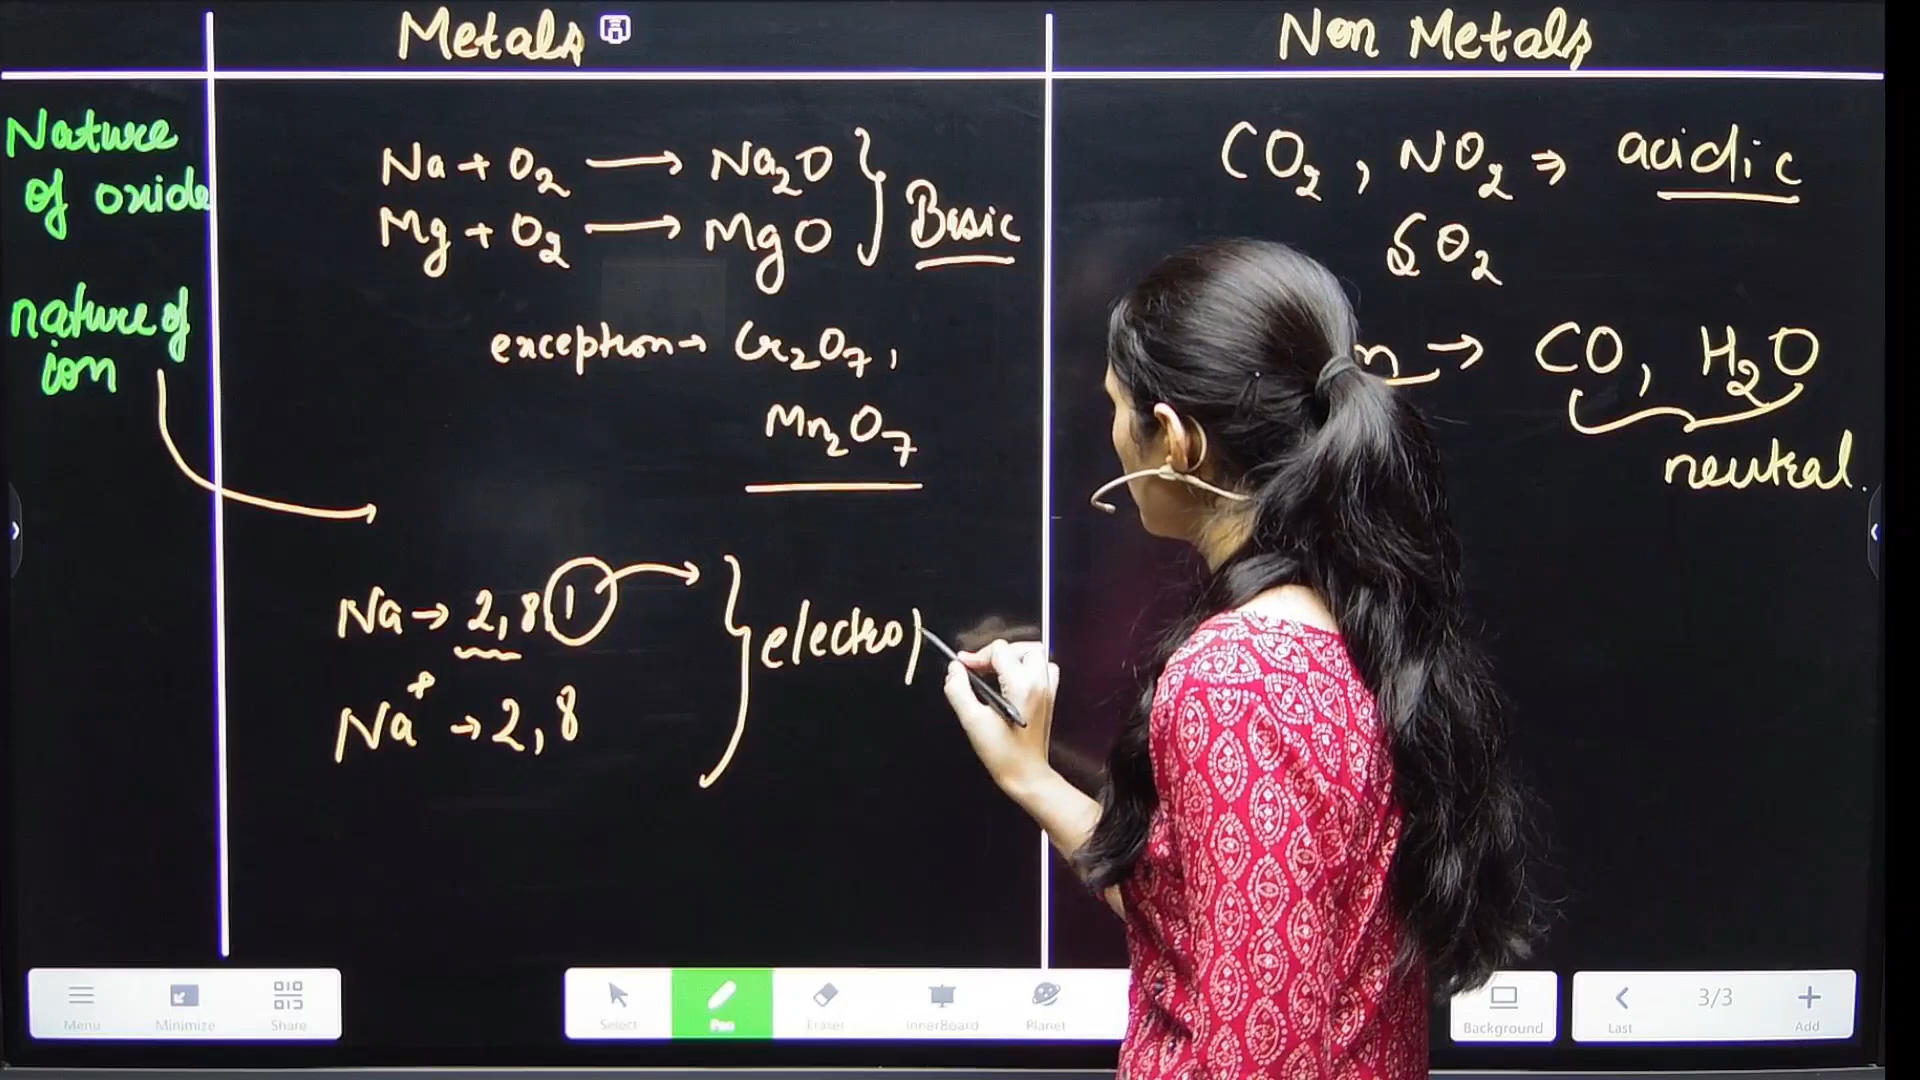 Metals
Non Metals
Nature
of oxide
Na + O₂ → Na₂O
Mg + O₂ → MgO
Basic
exception → Cr₂O₇,
Mn₂O₇
CO₂, NO₂ ⇒ acidic
SO₂
→ CO, H₂O
neutral.
nature of
ion
Na → 2, 8, 1 →
Na⁺ → 2, 8
electrop
Menu
Minimize
Share
Select
Pen
Eraser
InnerBoard
Planet
Background
Last
3/3
Add